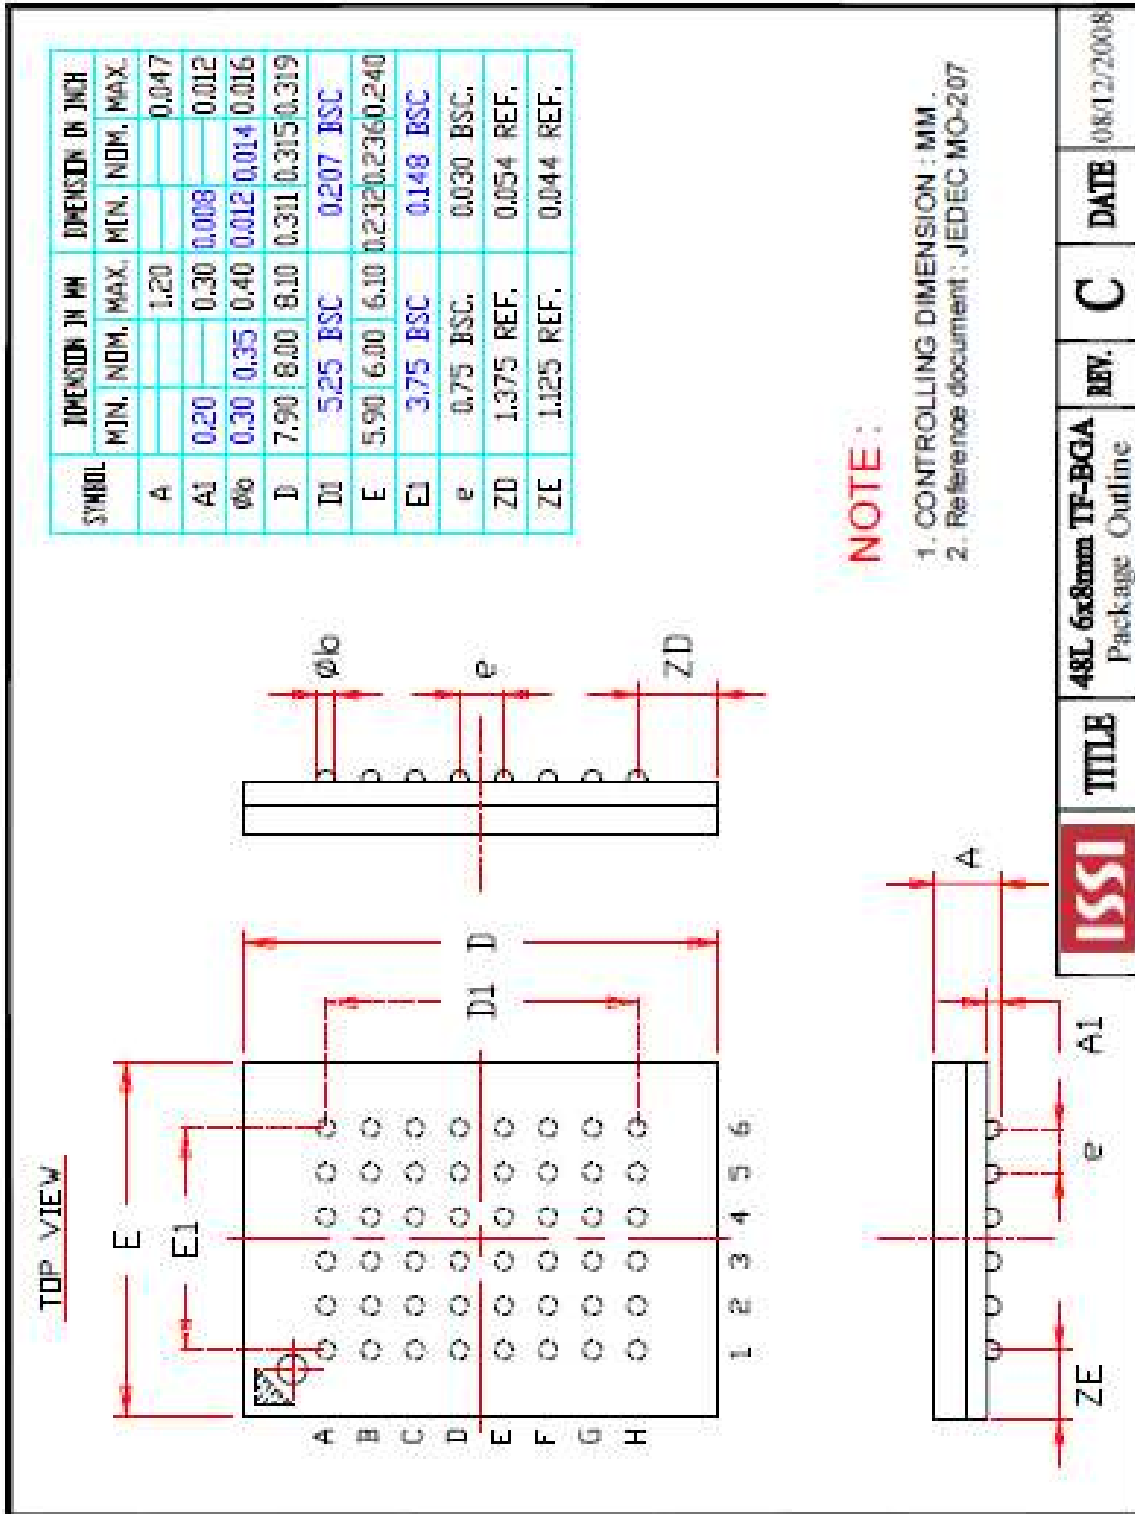 TOP VIEW
E
E1
A
B
C
D
E
F
G
H
1 2 3 4 5 6
D1
D
Øb
e
ZD
ZE
e
A1
A
SYMBOL DIMENSION IN MM DIMENSION IN INCH
MIN. NOM. MAX. MIN. NOM. MAX.
A 1.20 0.047
A1 0.20 0.30 0.008 0.012
Øb 0.30 0.35 0.40 0.012 0.014 0.016
D 7.90 8.00 8.10 0.311 0.315 0.319
D1 5.25 BSC 0.207 BSC
E 5.90 6.00 6.10 0.232 0.236 0.240
E1 3.75 BSC 0.148 BSC
e 0.75 BSC. 0.030 BSC.
ZD 1.375 REF. 0.054 REF.
ZE 1.125 REF. 0.044 REF.
NOTE :
1. CONTROLLING DIMENSION : MM .
2. Reference document : JEDEC MO-207
ISSI TITLE 48L 6x8mm TF-BGA
Package Outline
REV. C DATE 08/12/2008